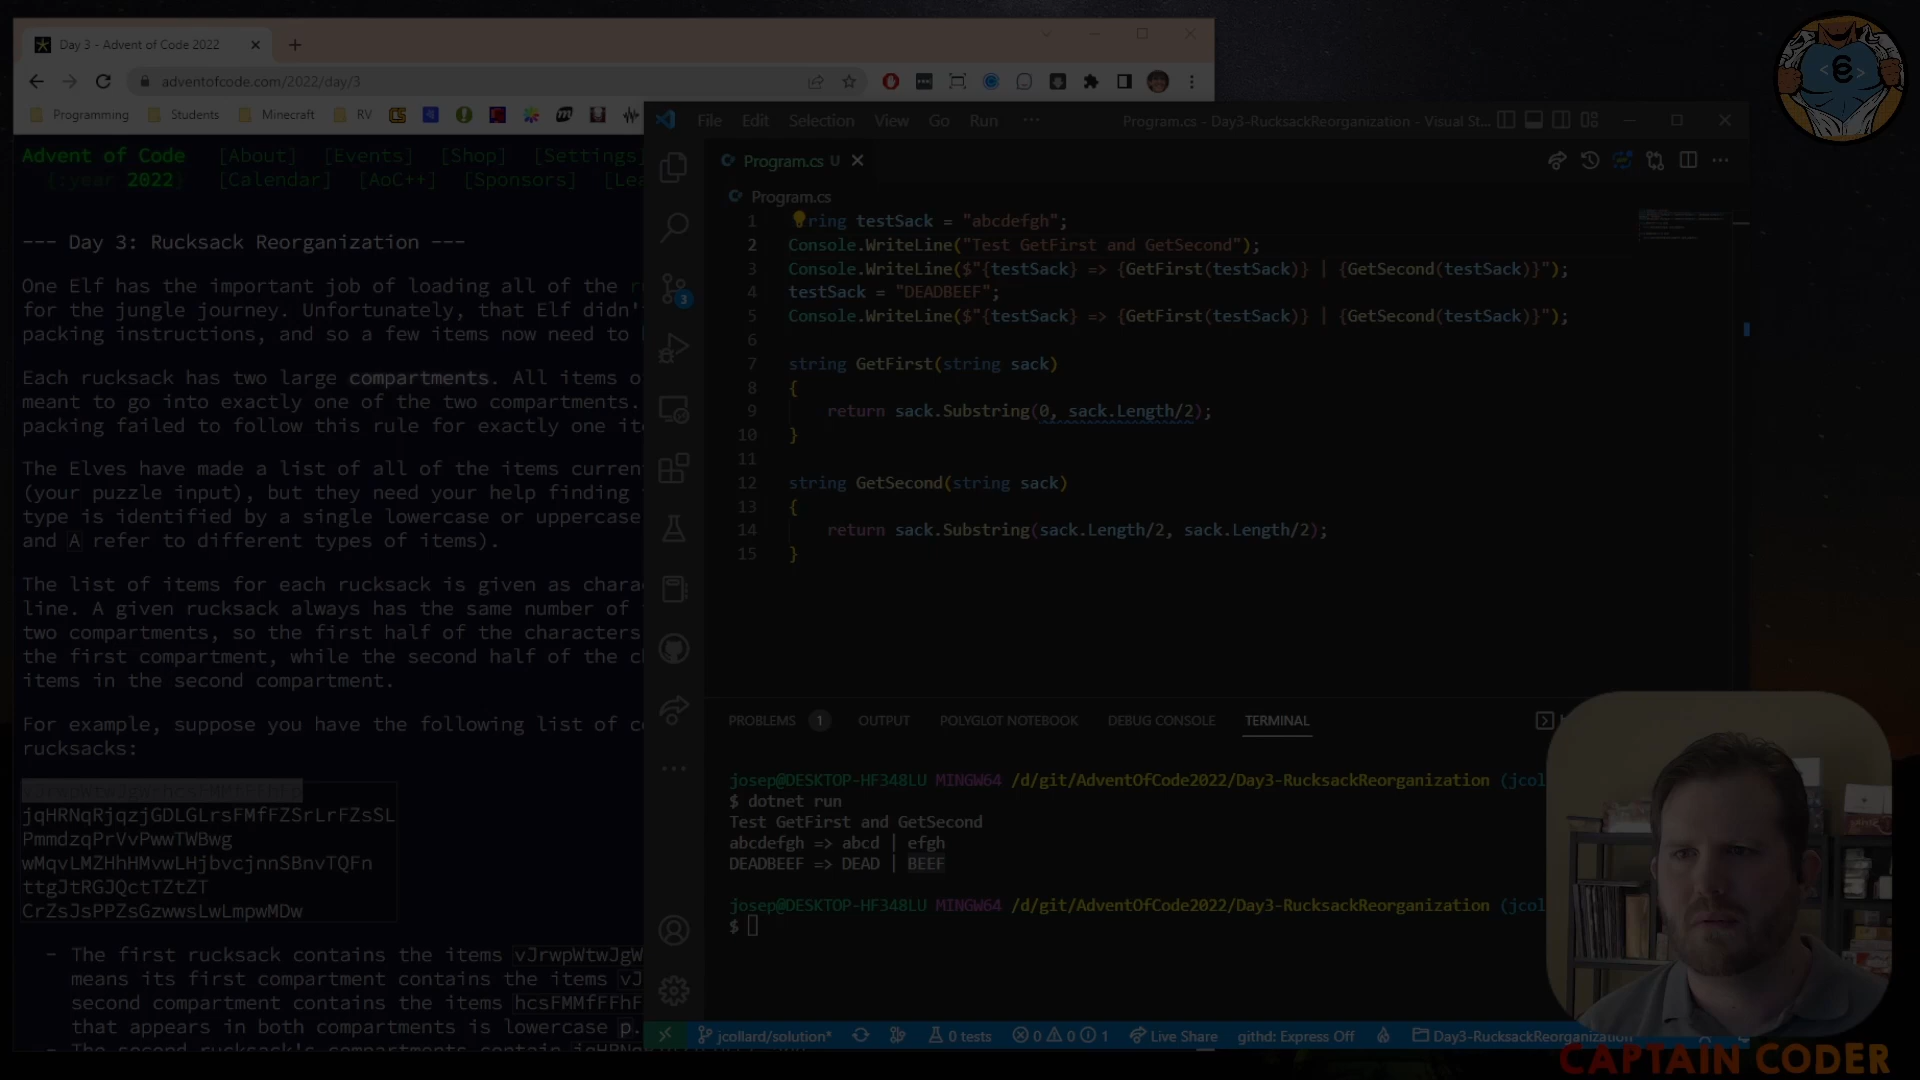 Day 3 - Advent of Code 2022
adventofcode.com/2022/day/3
Programming
Students
Minecraft
RV
Advent of Code [About] [Events] [Shop] [Settings]
{:year 2022} [Calendar] [AoC++] [Sponsors] [Lea
--- Day 3: Rucksack Reorganization ---
One Elf has the important job of loading all of the
for the jungle journey. Unfortunately, that Elf didn'
packing instructions, and so a few items now need to
Each rucksack has two large compartments. All items o
meant to go into exactly one of the two compartments.
packing failed to follow this rule for exactly one
The Elves have made a list of all of the items curren
(your puzzle input), but they need your help finding
type is identified by a single lowercase or uppercase
and A refer to different types of items).
The list of items for each rucksack is given as chara
line. A given rucksack always has the same number of
two compartments, so the first half of the characters
the first compartment, while the second half of the
items in the second compartment.
For example, suppose you have the following list of
rucksacks:
jqHRNqRjqzjGDLGLrsFMfFZSrLrFZsSL
PmmdzqPrVvPwwTWBwg
wMqvLMZHhHMvwLHjbvcjnnSBnvTQFn
ttgJtRGJQctTZtZT
CrZsJsPPZsGzwwsLwLmpwMDw
- The first rucksack contains the items vJrwpWtwJgW
means its first compartment contains the items vJ
second compartment contains the items hcsFMMfFFhF
that appears in both compartments is lowercase p.
- The second rucksack's compartments contain
File Edit Selection View Go Run ··· Program.cs - Day3-RucksackReorganization - Visual St...
Program.cs U
Program.cs
1 ring testSack = "abcdefgh";
2 Console.WriteLine("Test GetFirst and GetSecond");
3 Console.WriteLine($"{testSack} => {GetFirst(testSack)} | {GetSecond(testSack)}");
4 testSack = "DEADBEEF";
5 Console.WriteLine($"{testSack} => {GetFirst(testSack)} | {GetSecond(testSack)}");
6
7 string GetFirst(string sack)
8 {
9 return sack.Substring(0, sack.Length/2);
10 }
11
12 string GetSecond(string sack)
13 {
14 return sack.Substring(sack.Length/2, sack.Length/2);
15 }
3
PROBLEMS 1 OUTPUT POLYGLOT NOTEBOOK DEBUG CONSOLE TERMINAL
josep@DESKTOP-HF348LU MINGW64 /d/git/AdventOfCode2022/Day3-RucksackReorganization (jcol
$ dotnet run
Test GetFirst and GetSecond
abcdefgh => abcd | efgh
DEADBEEF => DEAD | BEEF
josep@DESKTOP-HF348LU MINGW64 /d/git/AdventOfCode2022/Day3-RucksackReorganization (jcol
$
jcollard/solution* 0 tests 0 0 1 Live Share githd: Express Off Day3-RucksackReorganization
CAPTAIN CODER